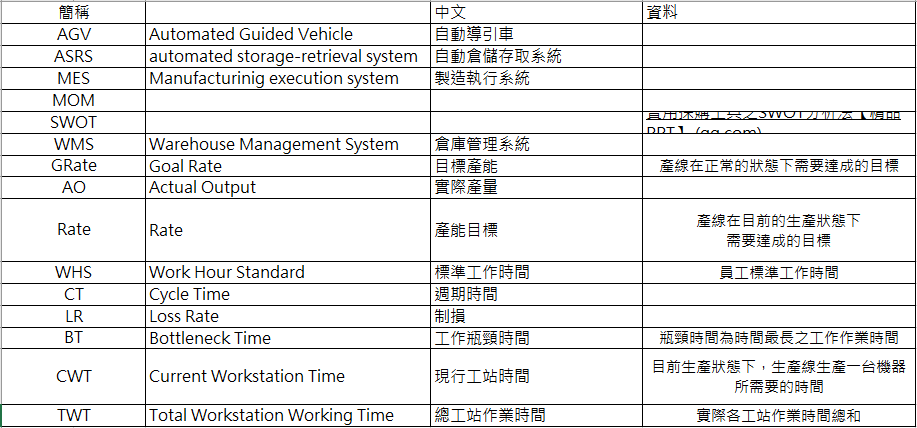 簡稱 中文 資料
AGV Automated Guided Vehicle 自動導引車
ASRS automated storage-retrieval system 自動倉儲存取系統
MES Manufacturinig execution system 製造執行系統
MOM
SWOT 實用採購工具之SWOT分析法【精品
PPT】 (qq.com)
WMS Warehouse Management System 倉庫管理系統
GRate Goal Rate 目標產能 產線在正常的狀態下需要達成的目標
AO Actual Output 實際產量
Rate Rate 產能目標 產線在目前的生產狀態下
需要達成的目標
WHS Work Hour Standard 標準工作時間 員工標準工作時間
CT Cycle Time 週期時間
LR Loss Rate 制損
BT Bottleneck Time 工作瓶頸時間 瓶頸時間為時間最長之工作作業時間
CWT Current Workstation Time 現行工站時間 目前生產狀態下，生產線生產一台機器
所需要的時間
TWT Total Workstation Working Time 總工站作業時間 實際各工站作業時間總和